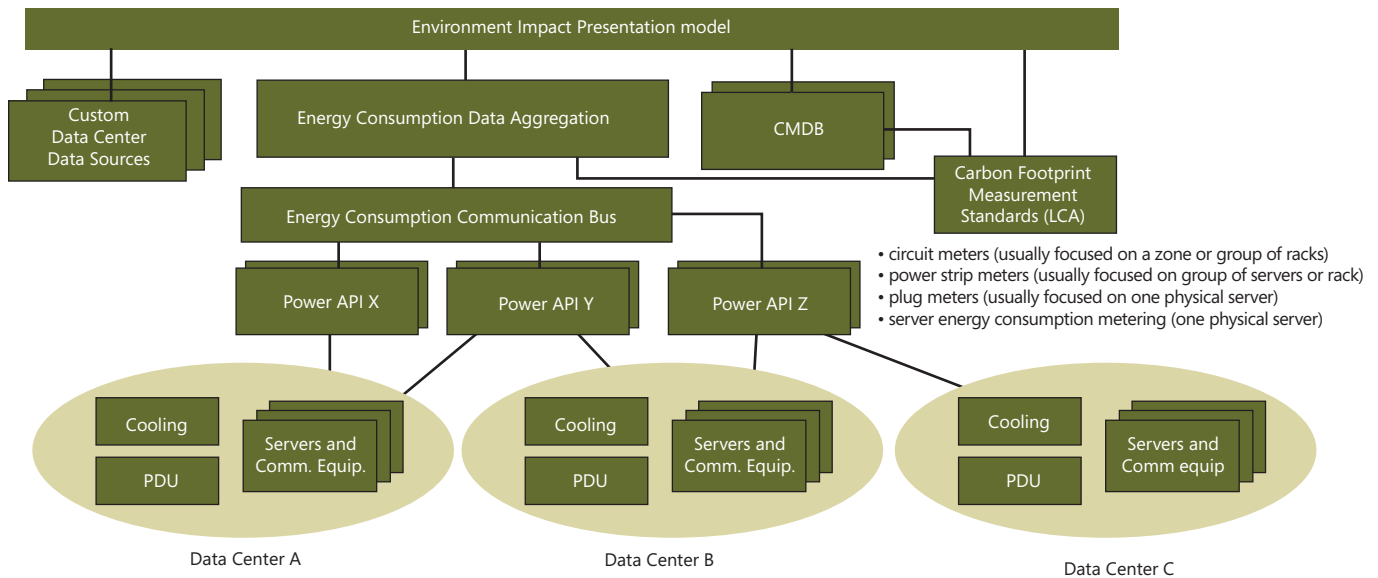 Environment Impact Presentation model
Custom
Data Center
Data Sources
Energy Consumption Data Aggregation
CMDB
Carbon Footprint
Measurement
Standards (LCA)
Energy Consumption Communication Bus
• circuit meters (usually focused on a zone or group of racks)
• power strip meters (usually focused on group of servers or rack)
• plug meters (usually focused on one physical server)
• server energy consumption metering (one physical server)
Power API X
Power API Y
Power API Z
Cooling
PDU
Servers and
Comm. Equip.
Data Center A
Cooling
PDU
Servers and
Comm. Equip.
Data Center B
Cooling
PDU
Servers and
Comm equip
Data Center C